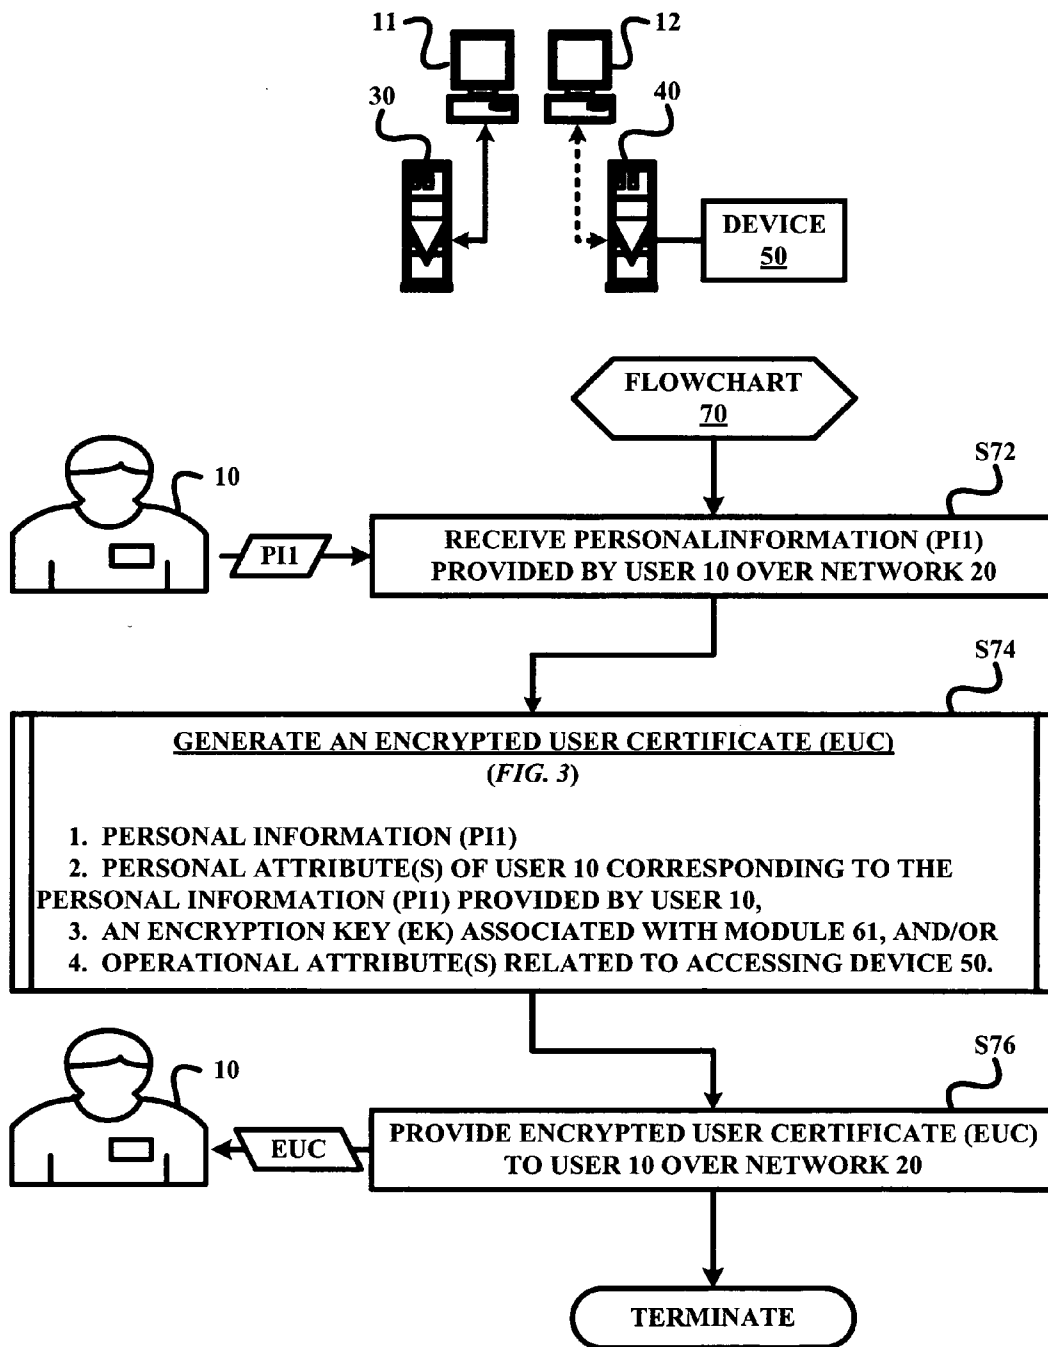 11
12
30
40
DEVICE
50
FLOWCHART
70
S72
10
PI1
RECEIVE PERSONALINFORMATION (PI1)
PROVIDED BY USER 10 OVER NETWORK 20
S74
GENERATE AN ENCRYPTED USER CERTIFICATE (EUC)
(FIG. 3)
1. PERSONAL INFORMATION (PI1)
2. PERSONAL ATTRIBUTE(S) OF USER 10 CORRESPONDING TO THE
PERSONAL INFORMATION (PI1) PROVIDED BY USER 10,
3. AN ENCRYPTION KEY (EK) ASSOCIATED WITH MODULE 61, AND/OR
4. OPERATIONAL ATTRIBUTE(S) RELATED TO ACCESSING DEVICE 50.
S76
10
EUC
PROVIDE ENCRYPTED USER CERTIFICATE (EUC)
TO USER 10 OVER NETWORK 20
TERMINATE